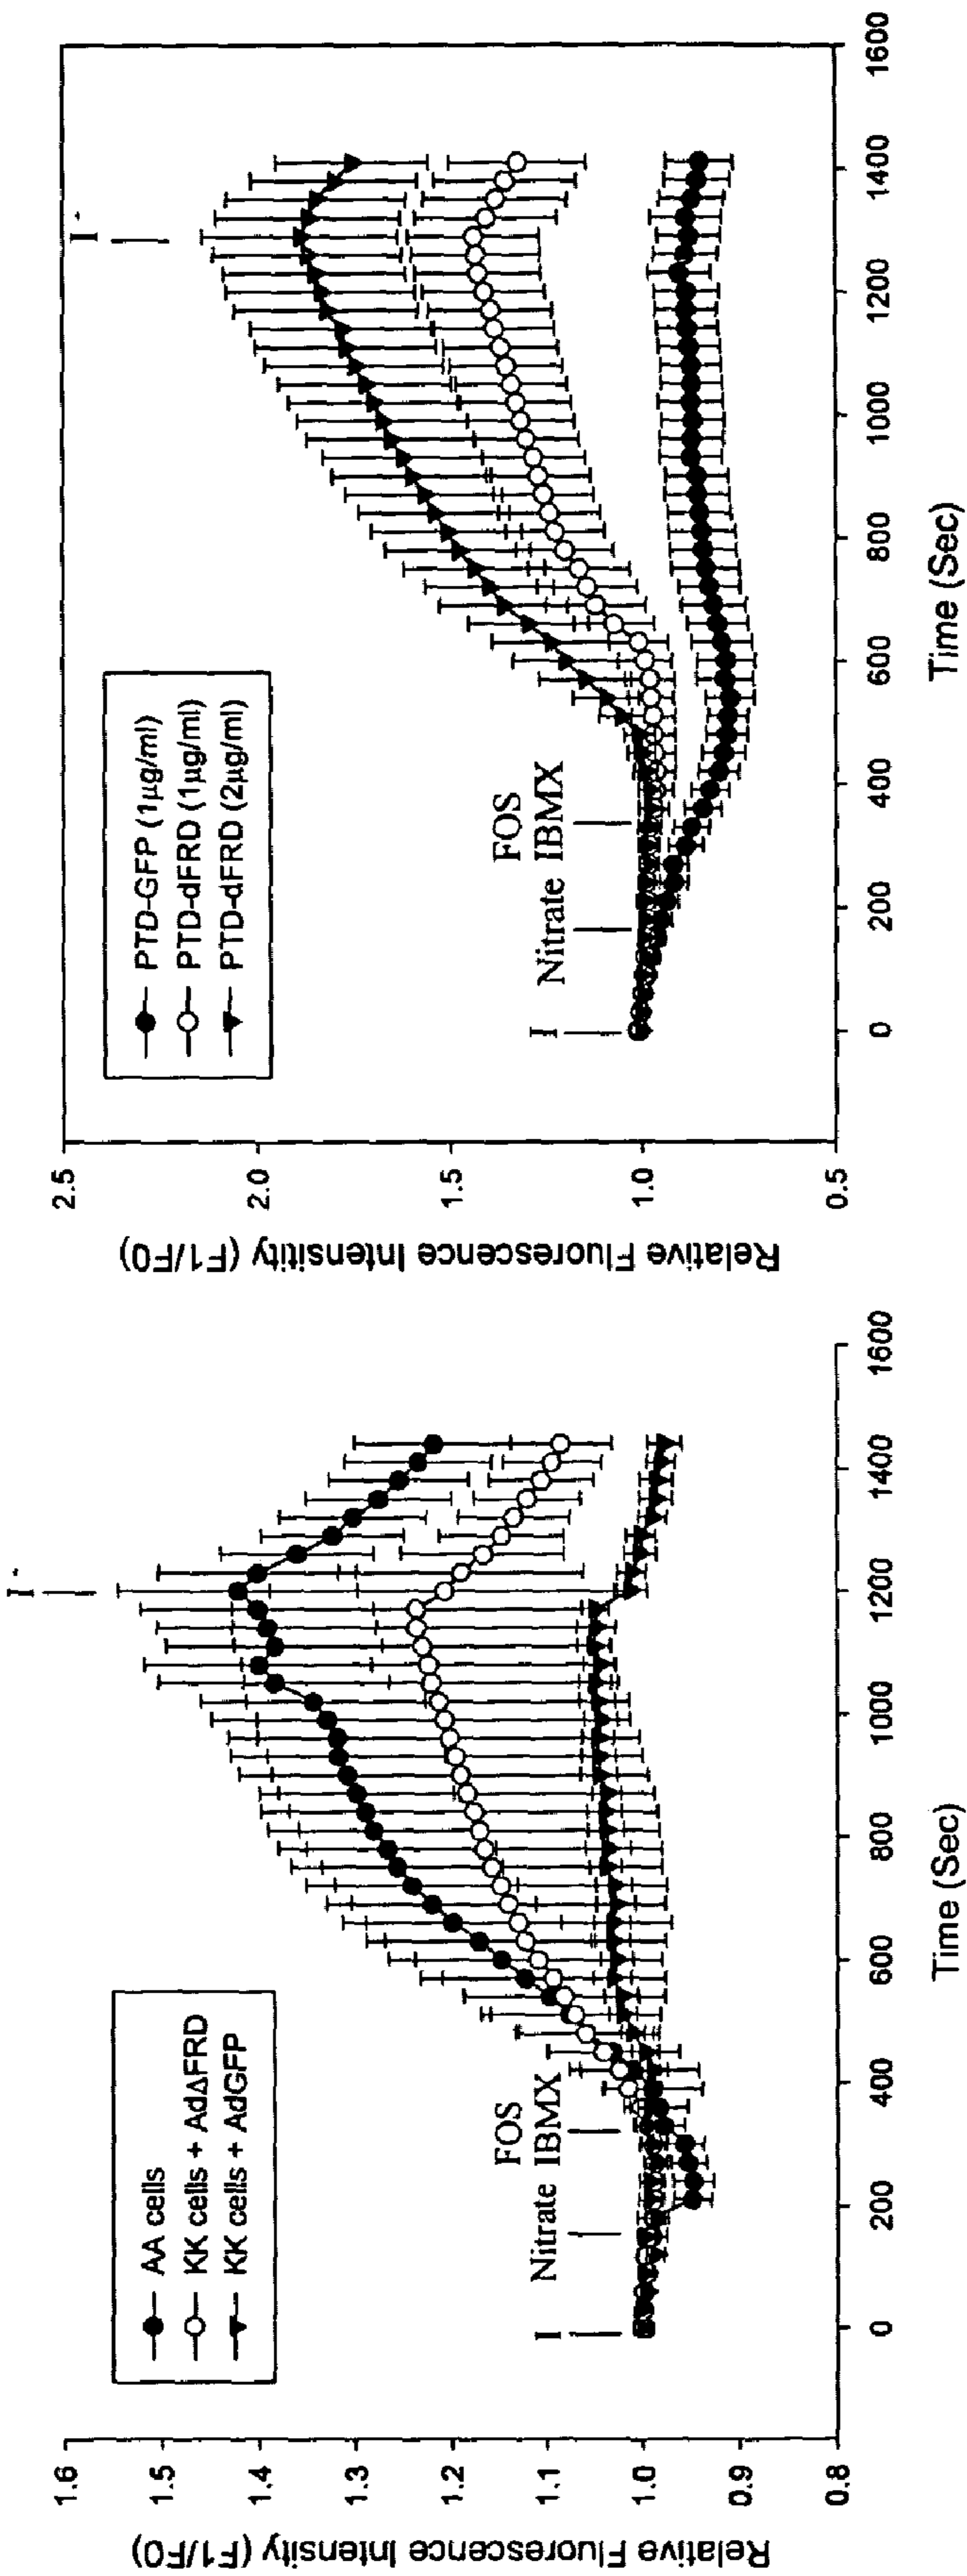 1.6
1.5
1.4
1.3
1.2
1.1
1.0
0.9
0.8
Relative Fluorescence Intensity (F1/F0)
AA cells
KK cells + AdΔFRD
KK cells + AdGFP
I
Nitrate
FOS
IBMX
I-
0 200 400 600 800 1000 1200 1400 1600
Time (Sec)
2.5
2.0
1.5
1.0
0.5
Relative Fluorescence Intensitity (F1/F0)
PTD-GFP (1µg/ml)
PTD-dFRD (1µg/ml)
PTD-dFRD (2µg/ml)
I
Nitrate
FOS
IBMX
I-
0 200 400 600 800 1000 1200 1400 1600
Time (Sec)